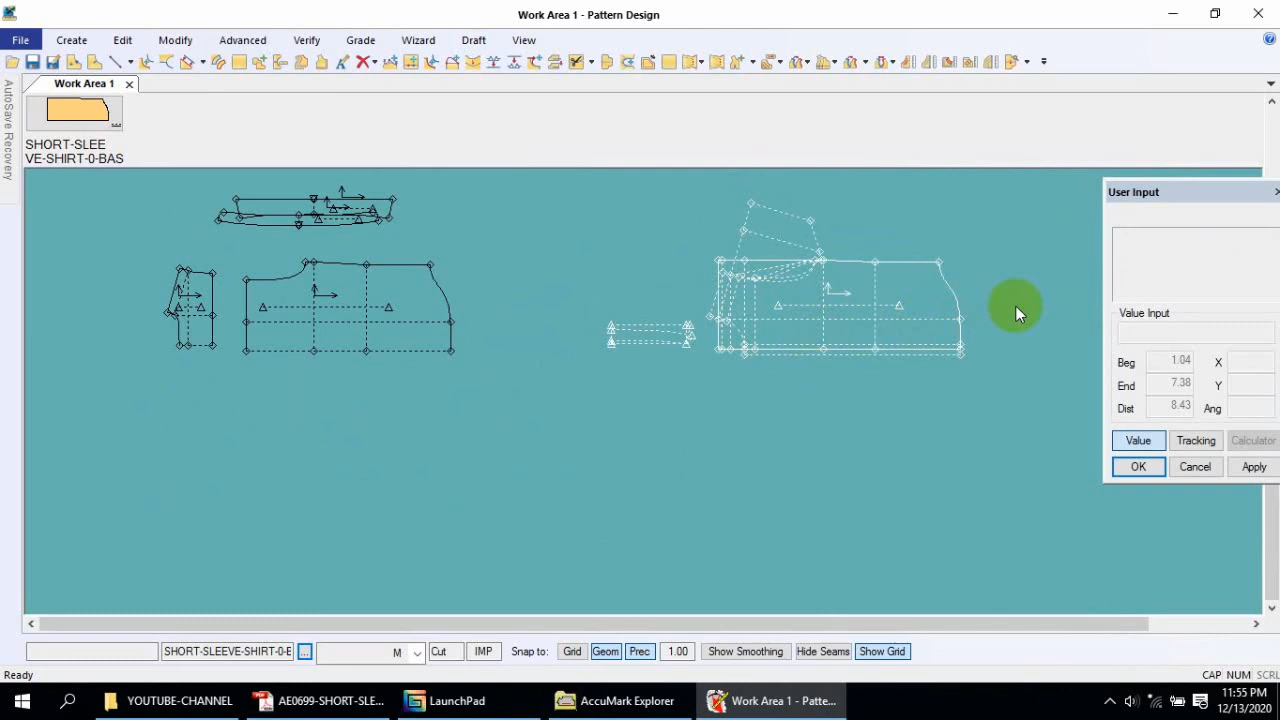 Work Area 1 - Pattern Design
File Create Edit Modify Advanced Verify Grade Wizard Draft View
Work Area 1
AutoSave Recovery
SHORT-SLEE
VE-SHIRT-0-BAS
User Input
Value Input
Beg 1.04 X
End 7.38 Y
Dist 8.43 Ang
Value Tracking Calculator
OK Cancel Apply
SHORT-SLEEVE-SHIRT-0-E ... M Cut IMP Snap to: Grid Geom Prec 1.00 Show Smoothing Hide Seams Show Grid
Ready CAP NUM SCRL
YOUTUBE-CHANNEL AE0699-SHORT-SLE... LaunchPad AccuMark Explorer Work Area 1 - Patte... 11:55 PM
12/13/2020